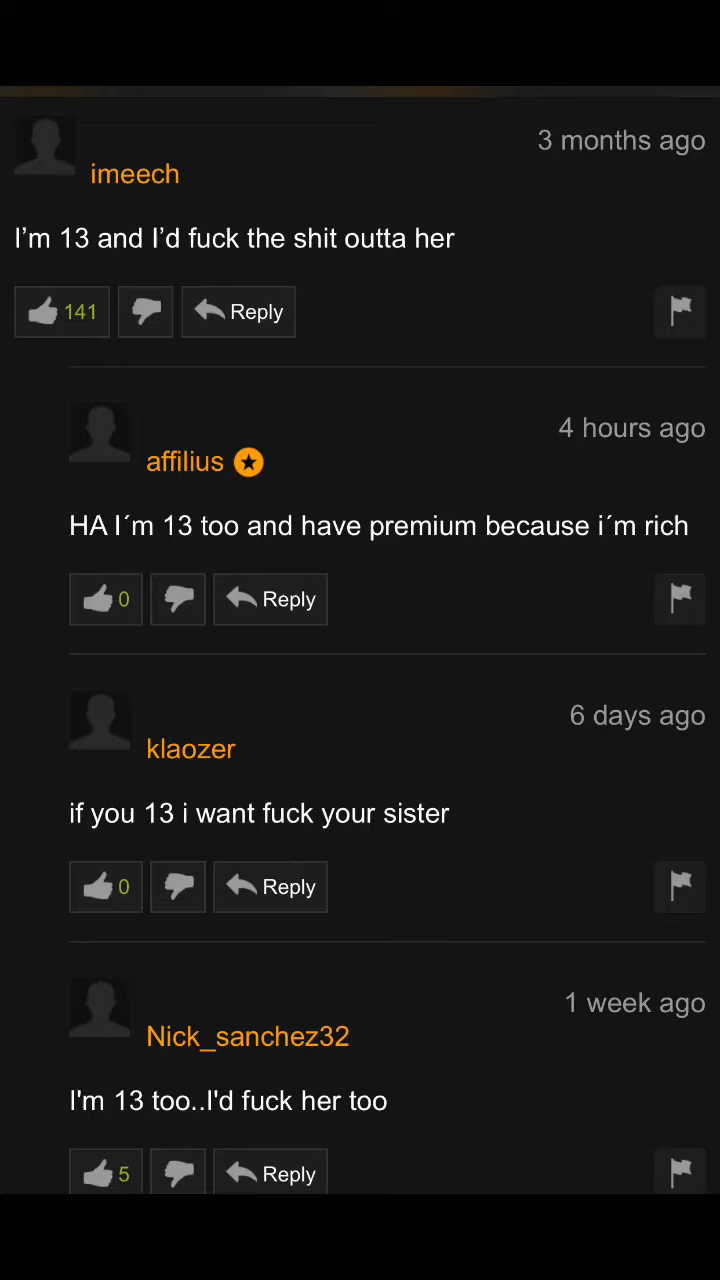 3 months ago
imeech
I’m 13 and I’d fuck the shit outta her
141 Reply
4 hours ago
affilius
HA I´m 13 too and have premium because i´m rich
0 Reply
6 days ago
klaozer
if you 13 i want fuck your sister
0 Reply
1 week ago
Nick_sanchez32
I'm 13 too..I'd fuck her too
5 Reply